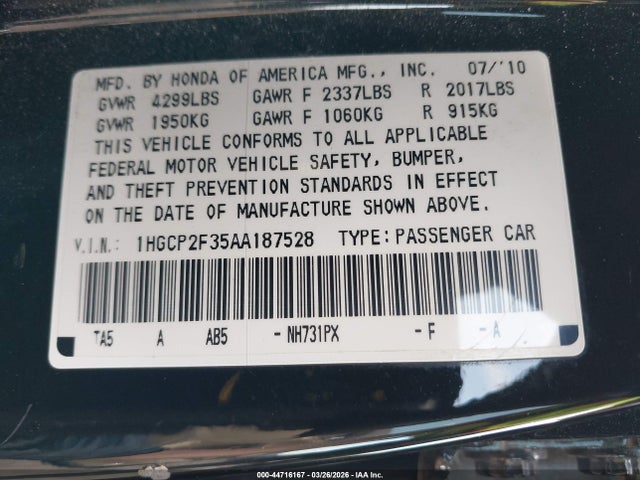 MFD. BY HONDA OF AMERICA MFG., INC. 07/'10
GVWR 4299LBS GAWR F 2337LBS R 2017LBS
GVWR 1950KG GAWR F 1060KG R 915KG
THIS VEHICLE CONFORMS TO ALL APPLICABLE
FEDERAL MOTOR VEHICLE SAFETY, BUMPER,
AND THEFT PREVENTION STANDARDS IN EFFECT
ON THE DATE OF MANUFACTURE SHOWN ABOVE.
V.I.N.: 1HGCP2F35AA187528 TYPE: PASSENGER CAR
TA5 A AB5 - NH731PX - F - A
000-44716167 - 03/26/2026 - IAA Inc.